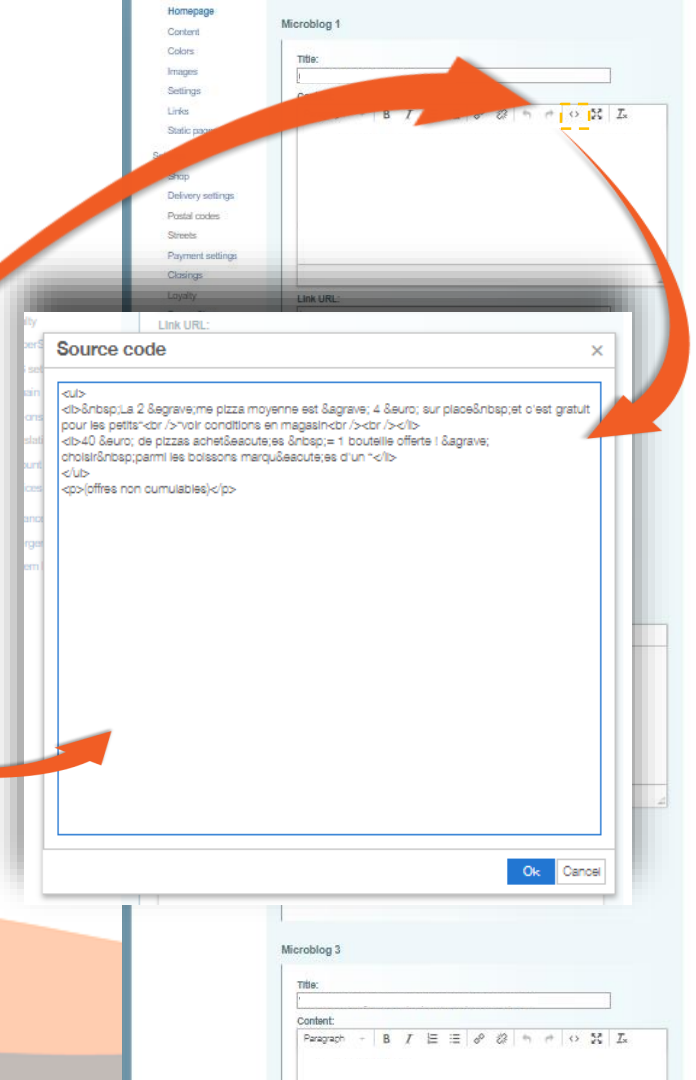 Homepage
Content
Colors
Images
Settings
Links
Static
Shop
Delivery settings
Postal codes
Streets
Payment settings
Closings
Loyalty
Microblog 1
Title:
B I
Link URL:
Link URL:
Source code
<ul>
<li>&nbsp;La 2 &egrave;me pizza moyenne est &agrave; 4 &euro; sur place&nbsp;et c'est gratuit
pour les petits*<br />*voir conditions en magasin<br /><br /></li>
<li>40 &euro; de pizzas achet&eacute;es &nbsp;= 1 bouteille offerte ! &agrave;
choisir&nbsp;parmi les boissons marqu&eacute;es d'un *</li>
</ul>
<p>(offres non cumulables)</p>
Ok
Cancel
Microblog 3
Title:
Content:
Paragraph B I